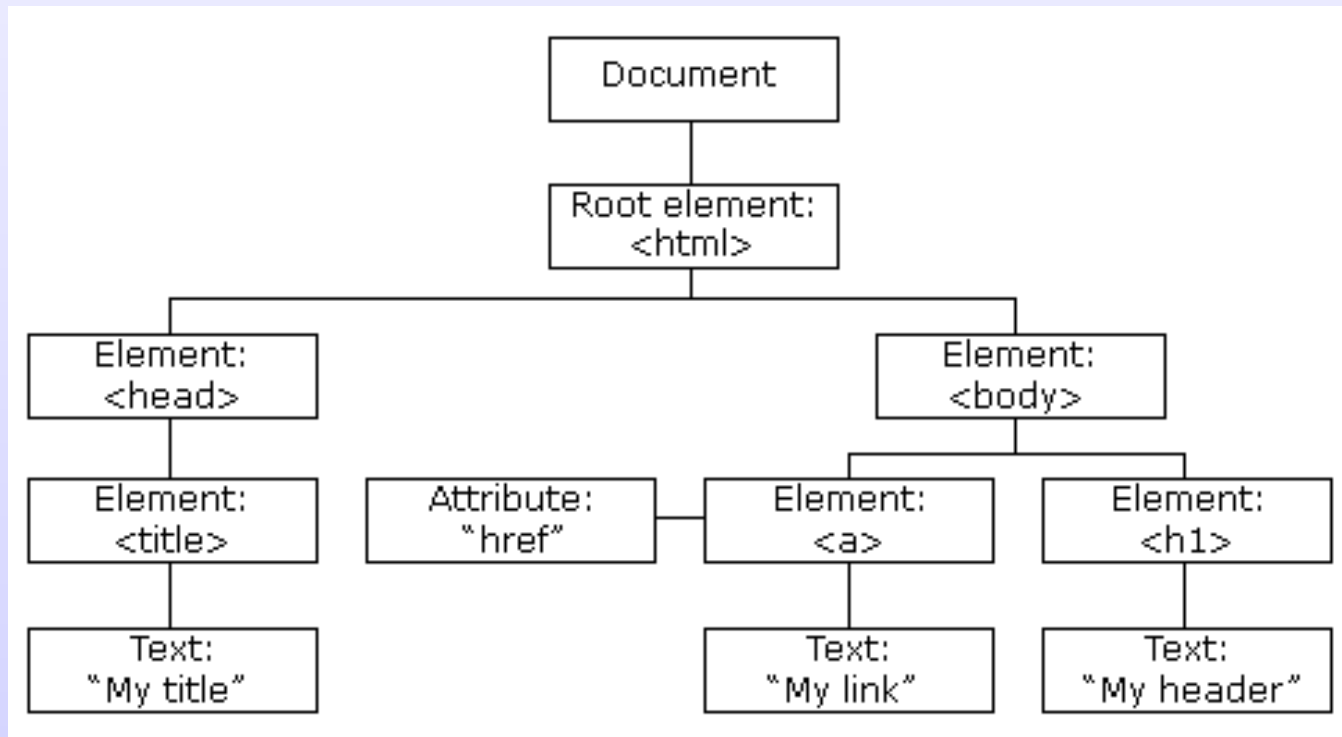 Document
Root element:
<html>
Element:
<head>
Element:
<body>
Element:
<title>
Attribute:
“href”
Element:
<a>
Element:
<h1>
Text:
“My title”
Text:
“My link”
Text:
“My header”